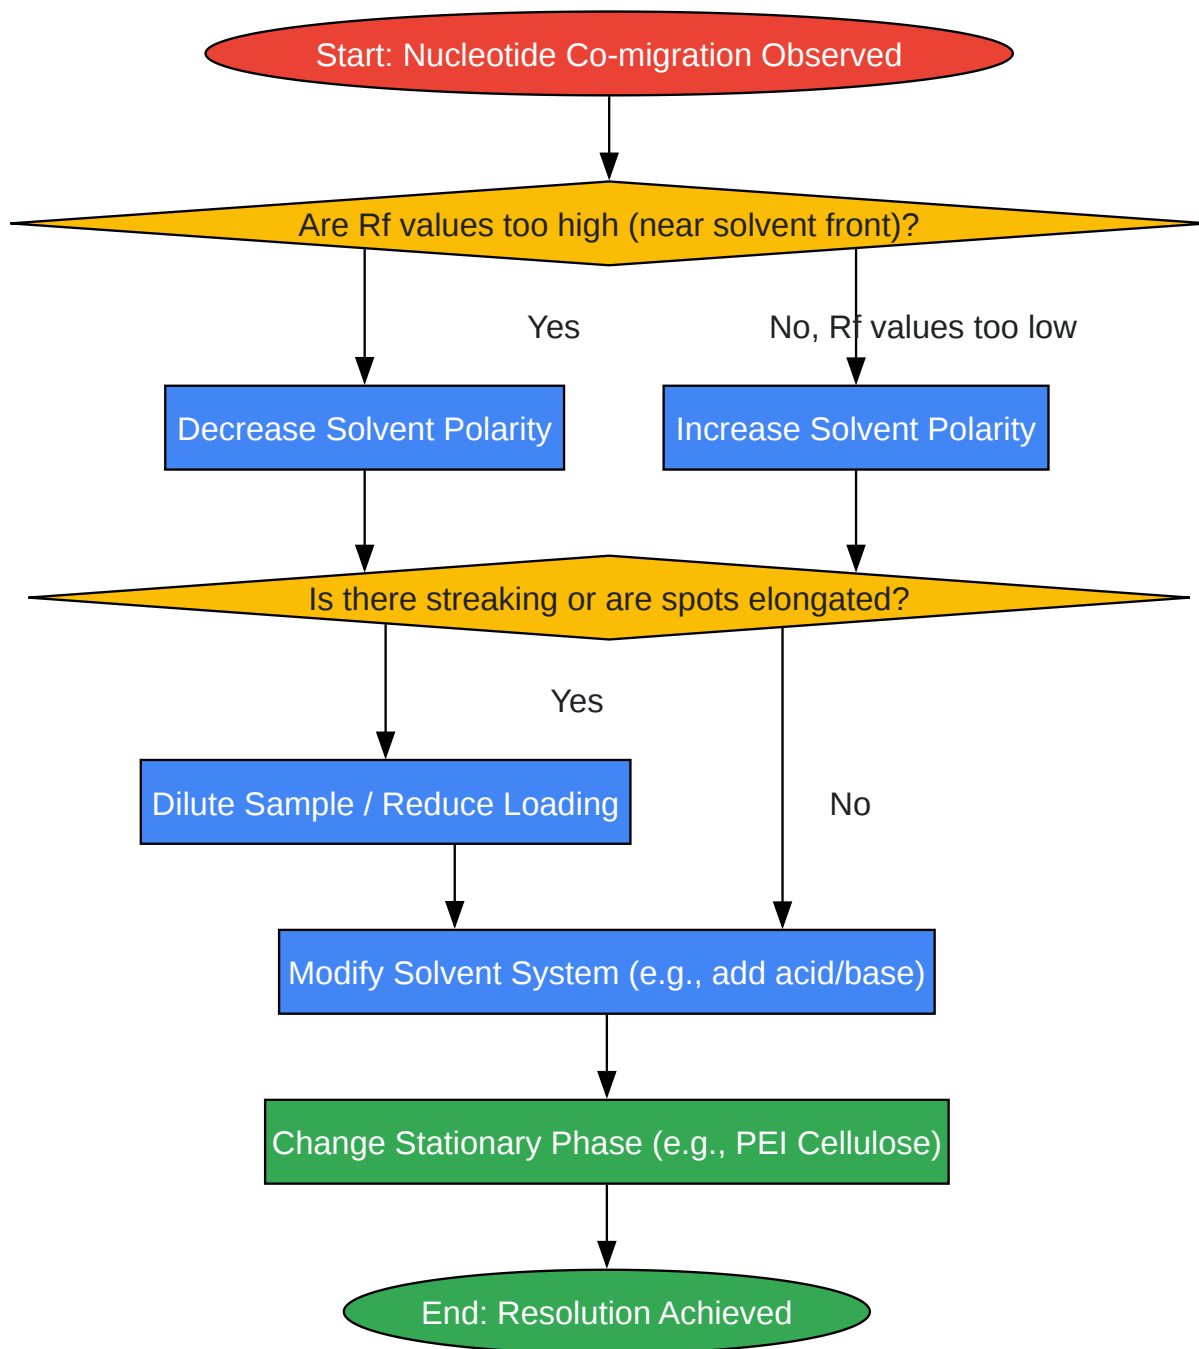 Start: Nucleotide Co-migration Observed
Are Rf values too high (near solvent front)?
Yes
No, Rf values too low
Decrease Solvent Polarity
Increase Solvent Polarity
Is there streaking or are spots elongated?
Yes
Dilute Sample / Reduce Loading
No
Modify Solvent System (e.g., add acid/base)
Change Stationary Phase (e.g., PEI Cellulose)
End: Resolution Achieved